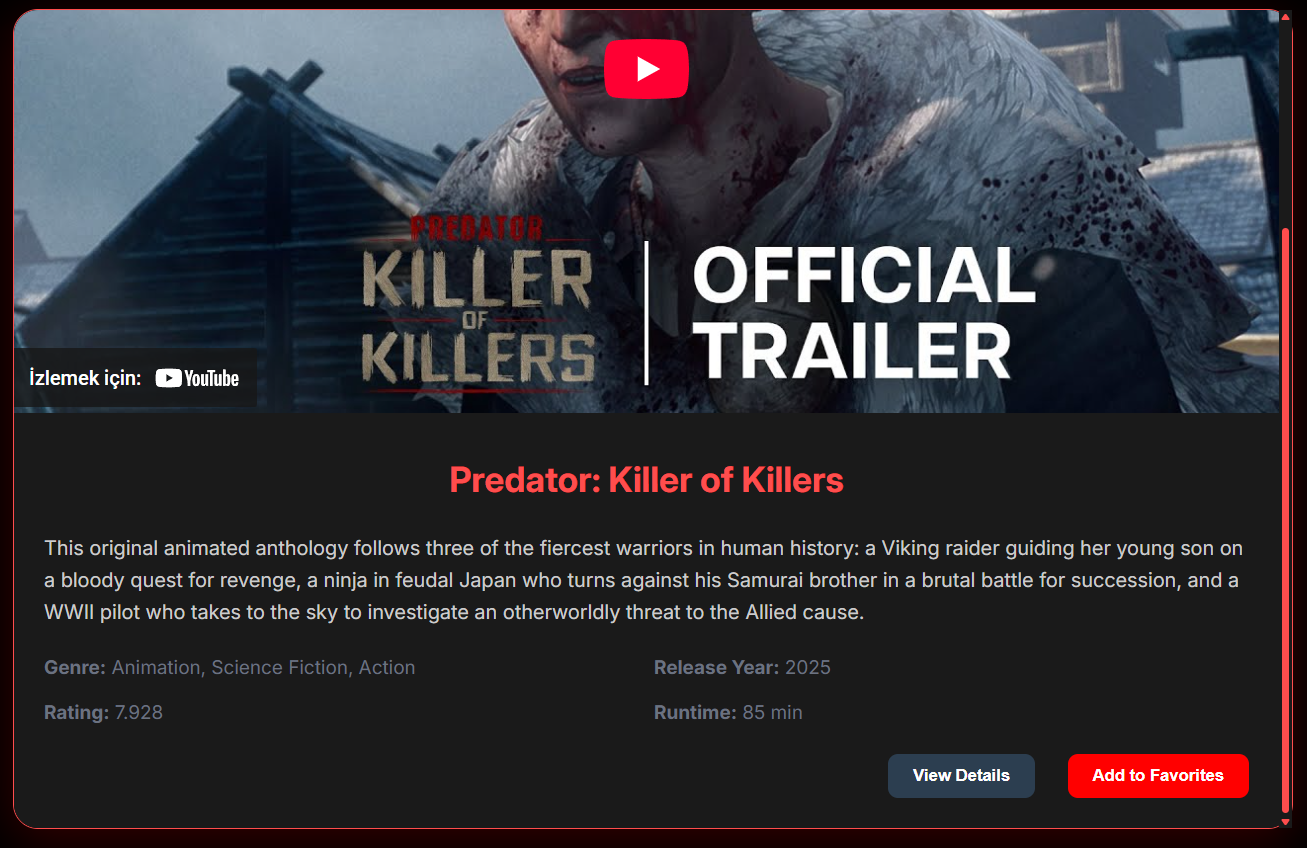 PREDATOR
KILLER
OF
KILLERS
OFFICIAL
TRAILER
İzlemek için: YouTube
Predator: Killer of Killers
This original animated anthology follows three of the fiercest warriors in human history: a Viking raider guiding her young son on
a bloody quest for revenge, a ninja in feudal Japan who turns against his Samurai brother in a brutal battle for succession, and a
WWII pilot who takes to the sky to investigate an otherworldly threat to the Allied cause.
Genre: Animation, Science Fiction, Action
Release Year: 2025
Rating: 7.928
Runtime: 85 min
View Details
Add to Favorites